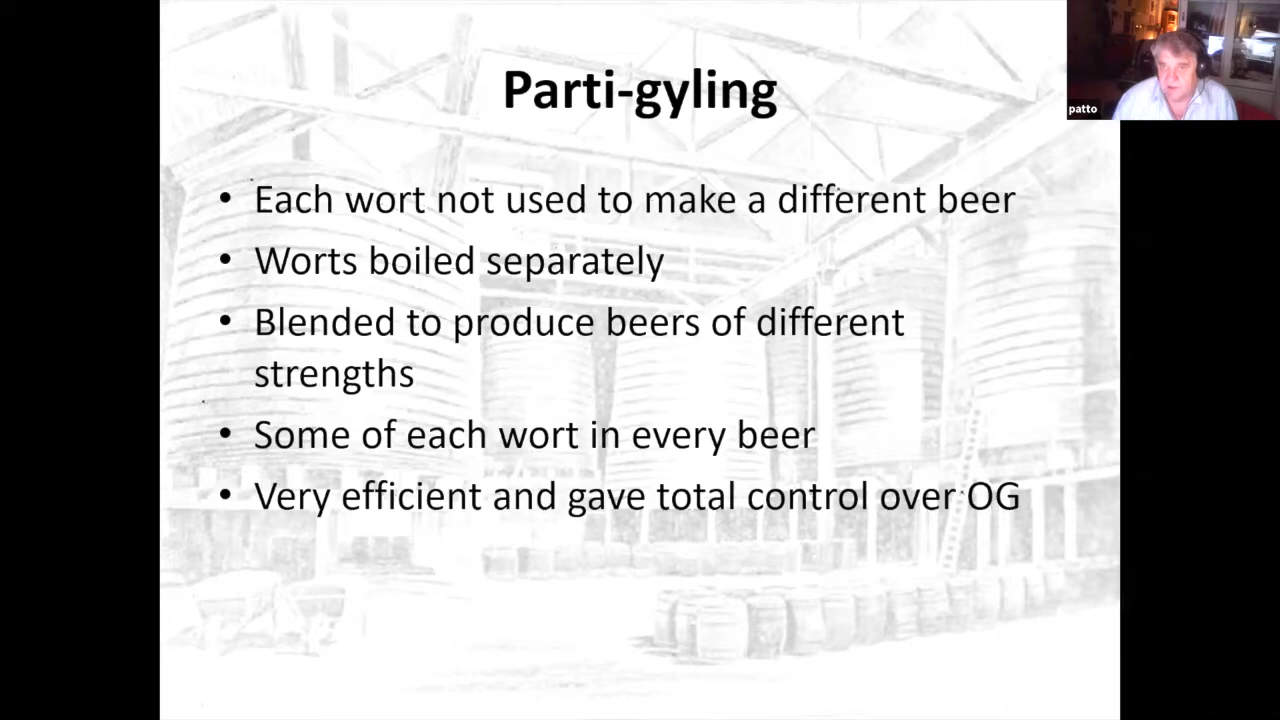 Parti-gyling
patto
• Each wort not used to make a different beer
• Worts boiled separately
• Blended to produce beers of different
strengths
• Some of each wort in every beer
• Very efficient and gave total control over OG